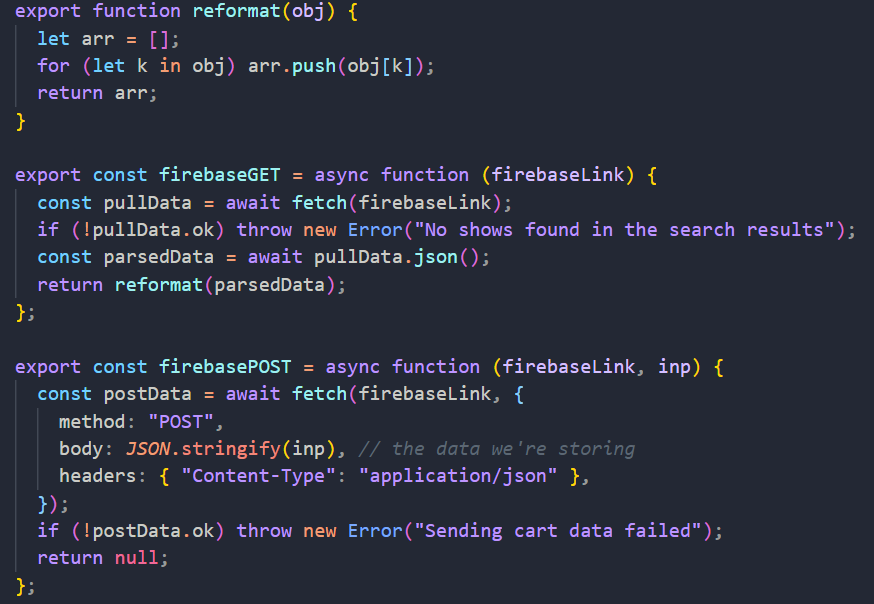 export function reformat(obj) {
  let arr = [];
  for (let k in obj) arr.push(obj[k]);
  return arr;
}

export const firebaseGET = async function (firebaseLink) {
  const pullData = await fetch(firebaseLink);
  if (!pullData.ok) throw new Error("No shows found in the search results");
  const parsedData = await pullData.json();
  return reformat(parsedData);
};

export const firebasePOST = async function (firebaseLink, inp) {
  const postData = await fetch(firebaseLink, {
    method: "POST",
    body: JSON.stringify(inp), // the data we're storing
    headers: { "Content-Type": "application/json" },
  });
  if (!postData.ok) throw new Error("Sending cart data failed");
  return null;
};